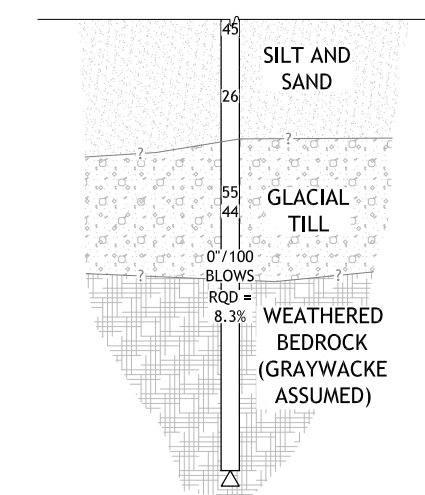 45
SILT AND
SAND
26
?
?
55
44
GLACIAL
TILL
0"/100
BLOWS
?
?
RQD =
8.3%
WEATHERED
BEDROCK
(GRAYWACKE
ASSUMED)